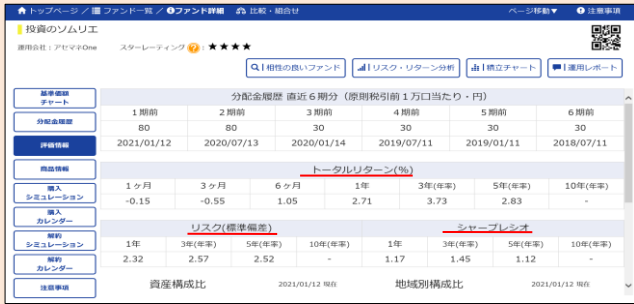 トップページ / ファンド一覧 / ❶ファンド詳細 比較・組合せ ページ移動▼ 注意事項
投資のソムリエ
運用会社：アセマネOne スターレーティング ? : ★★★★
相性の良いファンド リスク・リターン分析 積立チャート 運用レポート
基準価額
チャート
分配金履歴
評価情報
商品情報
購入
シミュレーション
購入
カレンダー
解約
シミュレーション
解約
カレンダー
注意事項
分配金履歴 直近６期分（原則税引前１万口当たり・円）
1期前 2期前 3期前 4期前 5期前 6期前
80 80 30 30 30 30
2021/01/12 2020/07/13 2020/01/14 2019/07/11 2019/01/11 2018/07/11
トータルリターン(%)
1ヶ月 3ヶ月 6ヶ月 1年 3年(年率) 5年(年率) 10年(年率)
-0.15 -0.55 1.05 2.71 3.73 2.83 -
リスク(標準偏差) シャープレシオ
1年 3年(年率) 5年(年率) 10年(年率) 1年 3年(年率) 5年(年率) 10年(年率)
2.32 2.57 2.52 - 1.17 1.45 1.12 -
資産構成比 2021/01/12 現在 地域別構成比 2021/01/12 現在